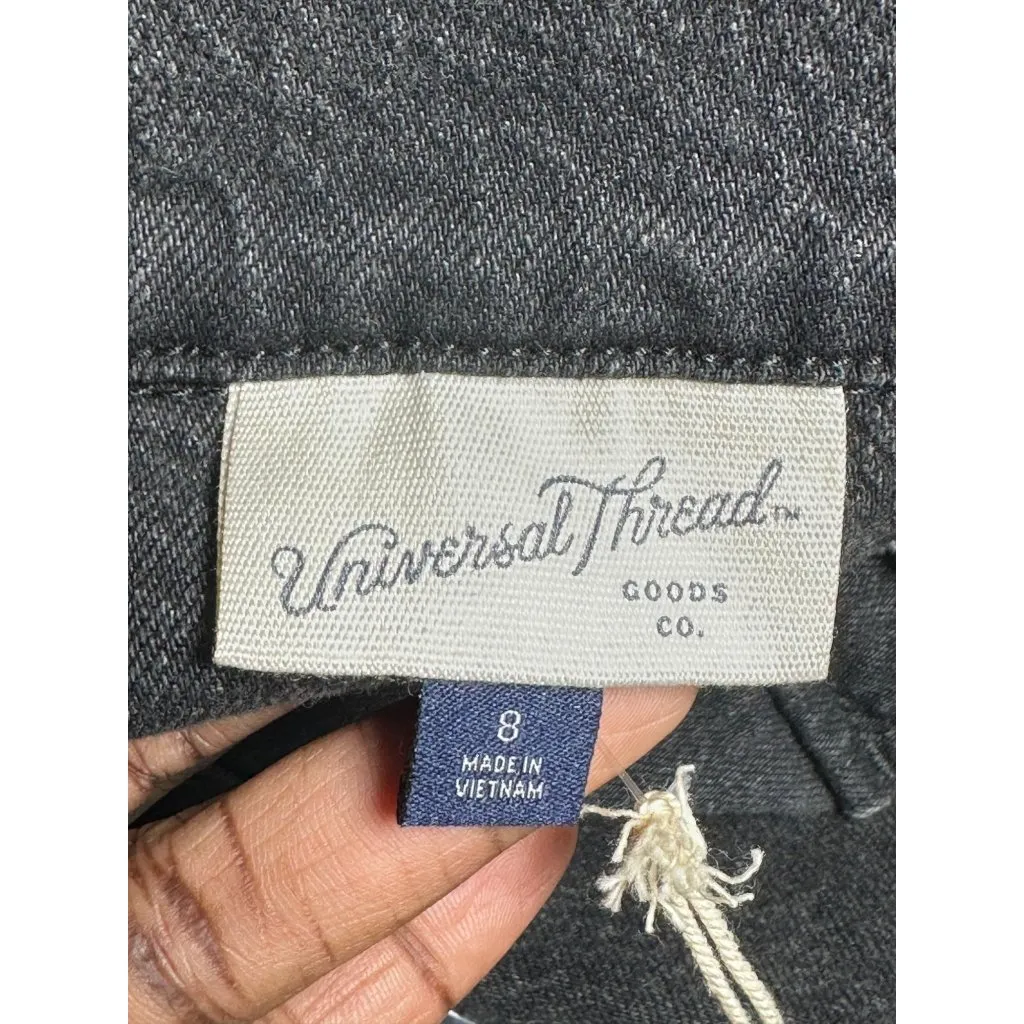 Universal Thread™
GOODS
CO.
8
MADE IN
VIETNAM